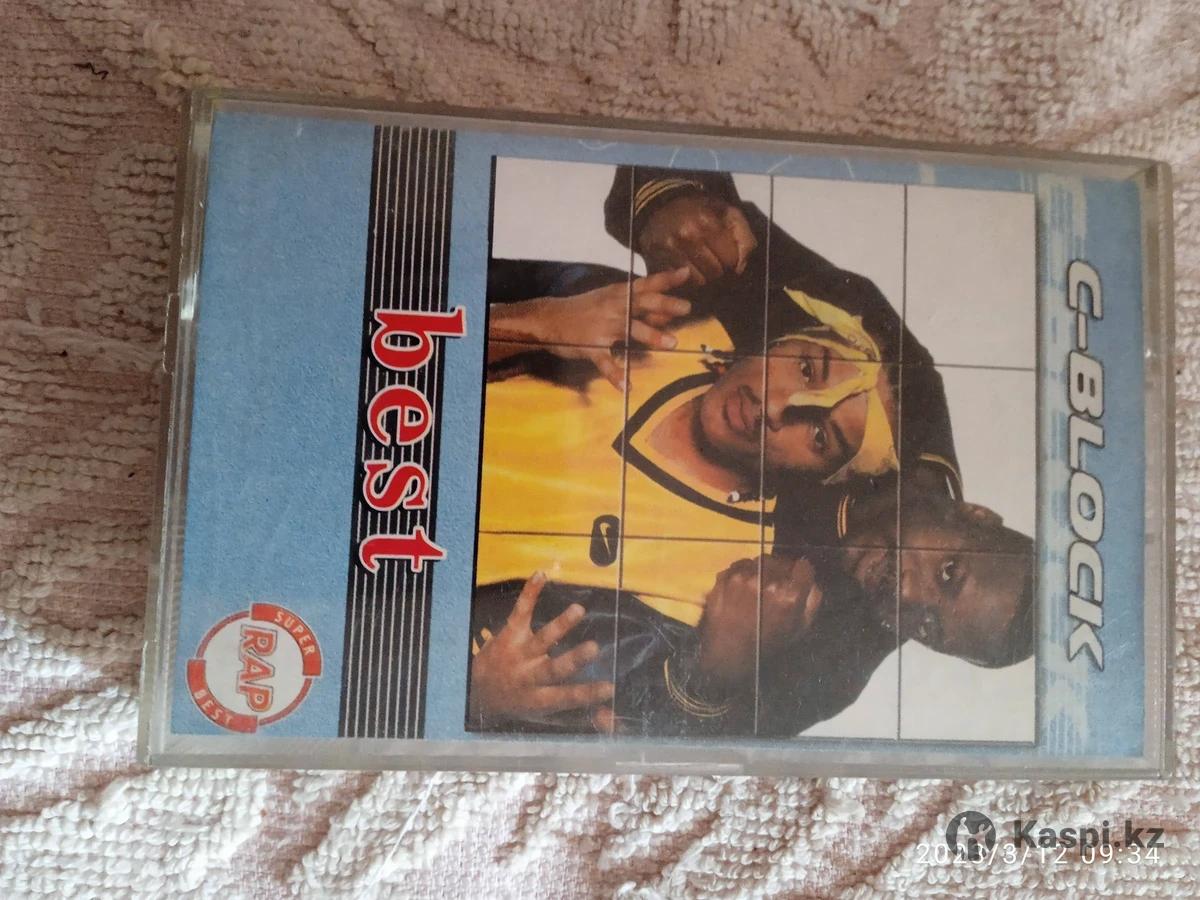 C-BLOCK
best
SUPER
RAP
BEST
Kaspi.kz
2023/3/12 09:34